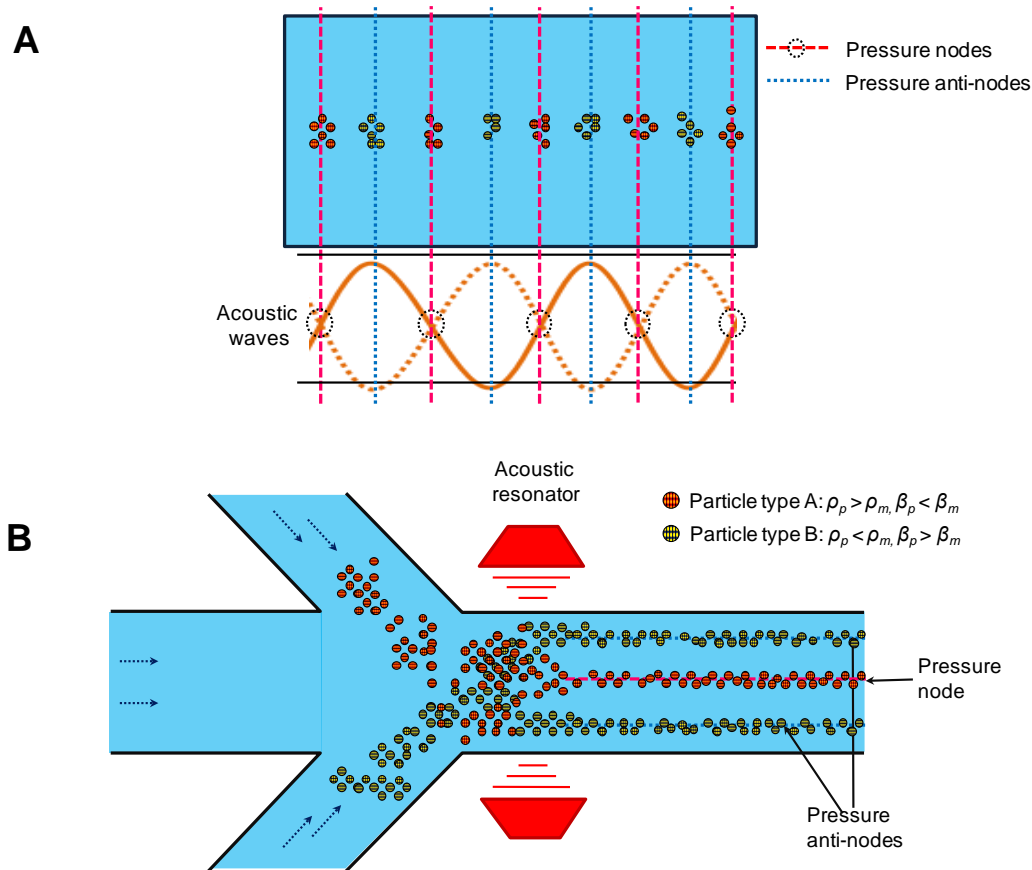 A
Pressure nodes
Pressure anti-nodes
Acoustic
waves
Acoustic
resonator
B
Particle type A: ρp > ρm, βp < βm
Particle type B: ρp < ρm, βp > βm
Pressure
node
Pressure
anti-nodes